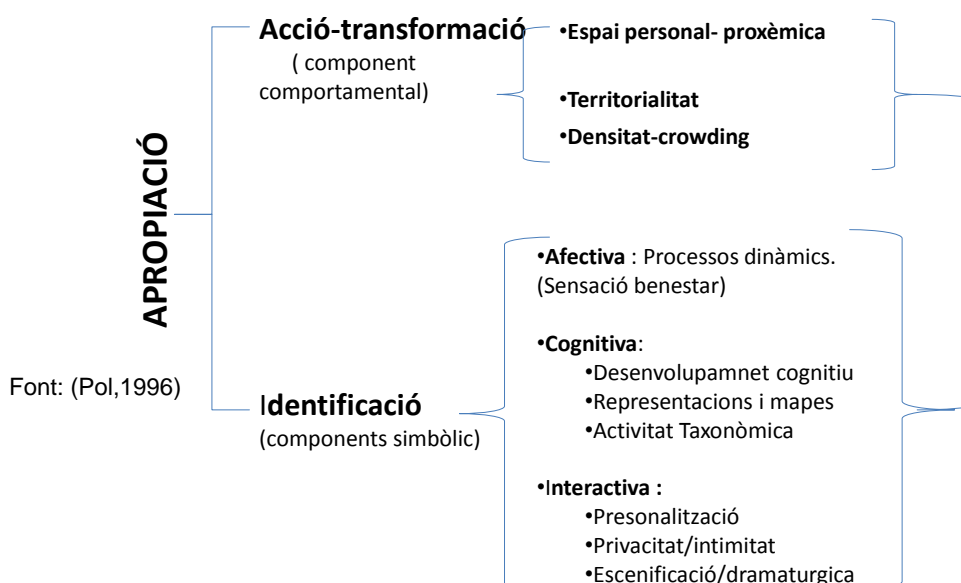 APROPIACIÓ
Acció-transformació
( component
comportamental)
•Espai personal- proxèmica
•Territorialitat
•Densitat-crowding
Identificació
(components simbòlic)
•Afectiva : Processos dinàmics.
(Sensació benestar)
•Cognitiva:
•Desenvolupamnet cognitiu
•Representacions i mapes
•Activitat Taxonòmica
•Interactiva :
•Presonalització
•Privacitat/intimitat
•Escenificació/dramaturgica
Font: (Pol,1996)